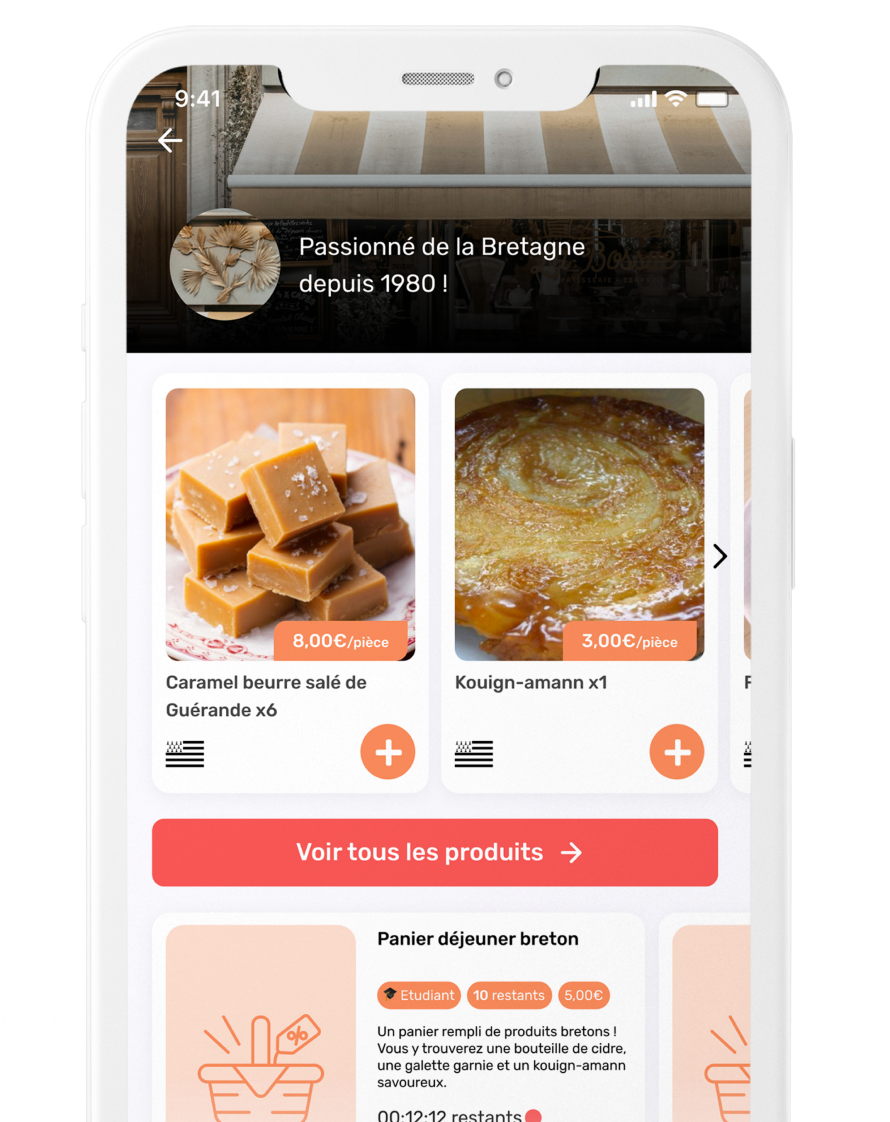 9:41
Passionné de la Bretagne
depuis 1980 !
8,00€/pièce
3,00€/pièce
Caramel beurre salé de
Guérande x6
Kouign-amann x1
Voir tous les produits
Panier déjeuner breton
Etudiant
10 restants
5,00€
Un panier rempli de produits bretons !
Vous y trouverez une bouteille de cidre,
une galette garnie et un kouign-amann
savoureux.
00:12:12 restants